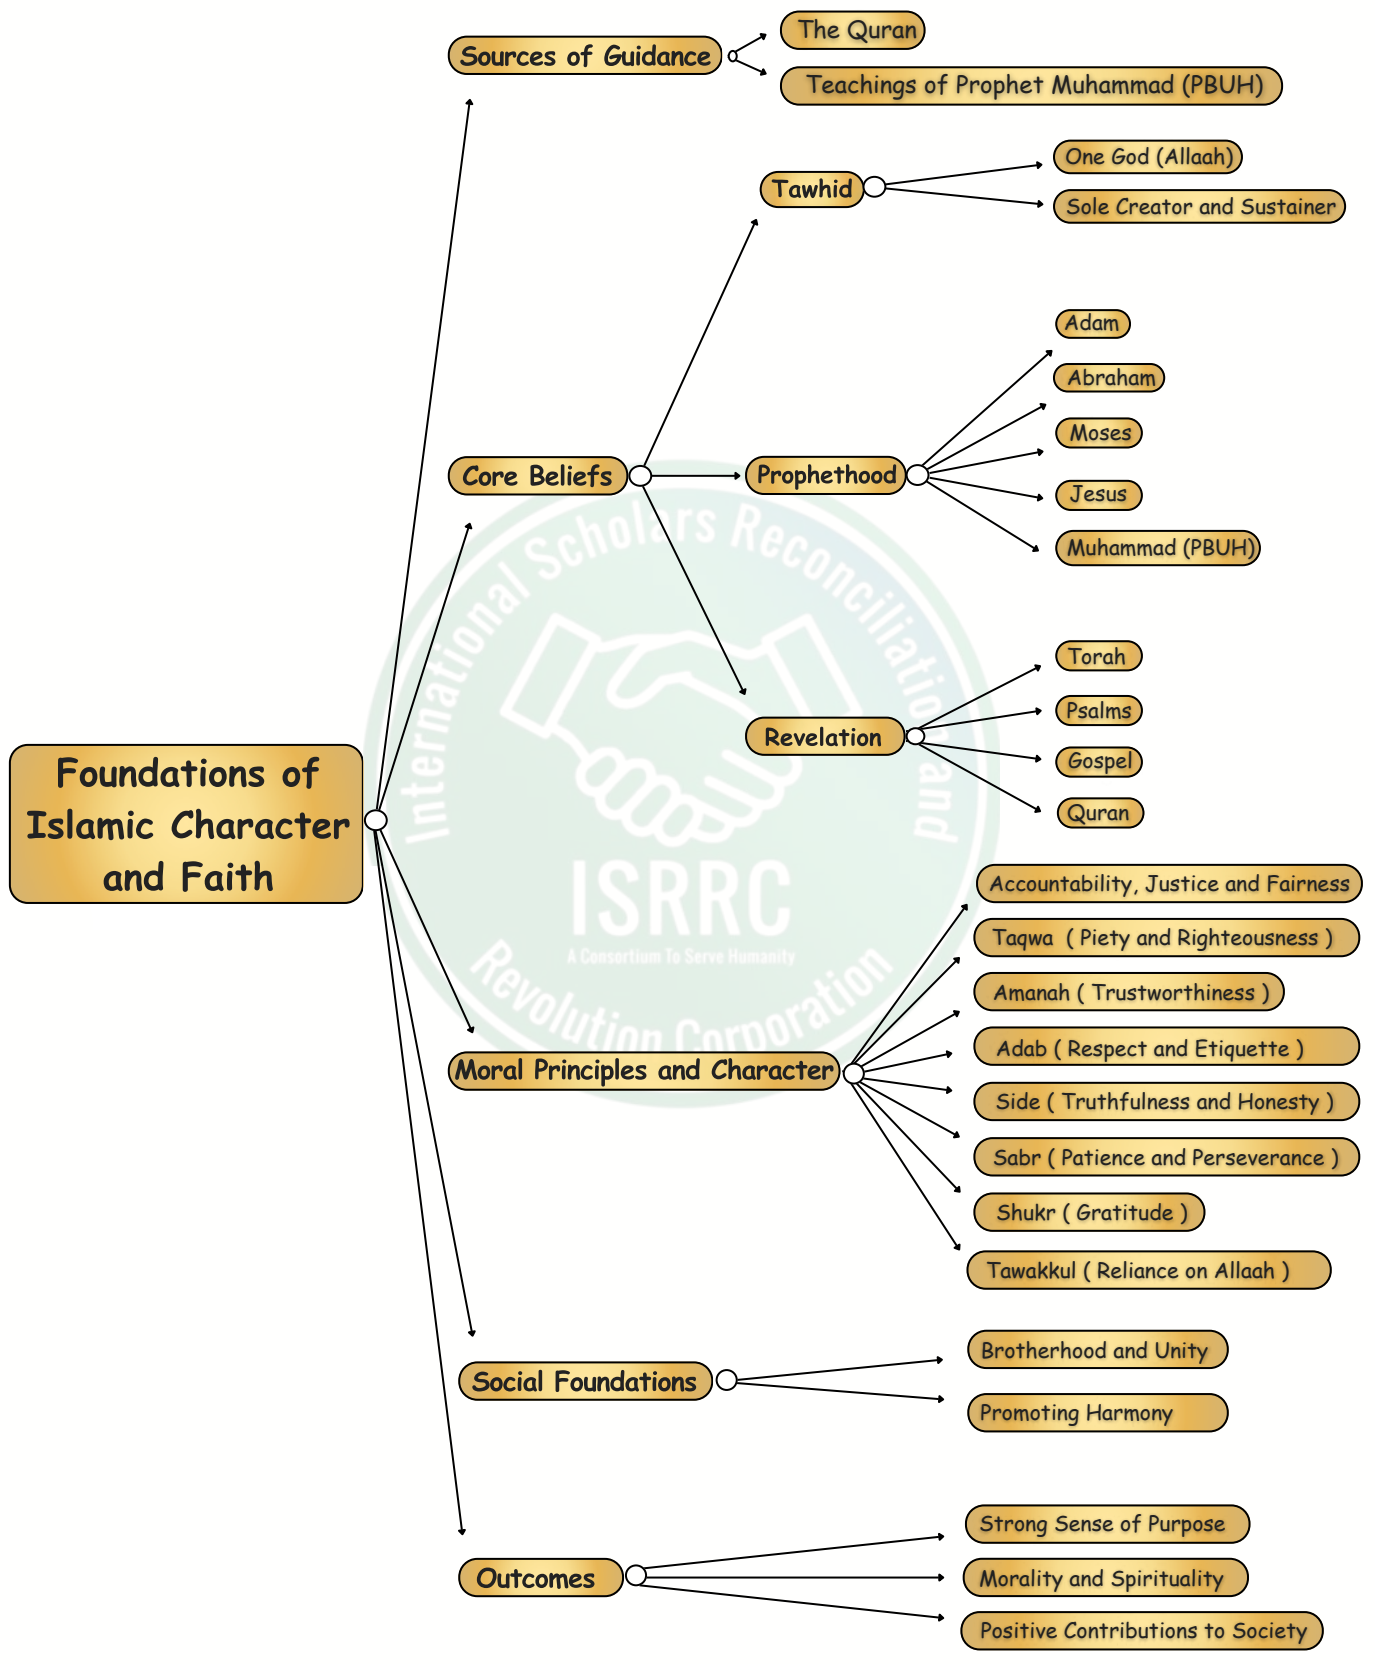 Sources of Guidance
The Quran
Teachings of Prophet Muhammad (PBUH)
Tawhid
One God (Allaah)
Sole Creator and Sustainer
Core Beliefs
Prophethood
Adam
Abraham
Moses
Jesus
Muhammad (PBUH)
Revelation
Torah
Psalms
Gospel
Quran
Foundations of
Islamic Character
and Faith
International Scholars Reconciliation and
ISRRC
A Consortium To Serve Humanity
Revolution Corporation
Moral Principles and Character
Accountability, Justice and Fairness
Taqwa ( Piety and Righteousness )
Amanah ( Trustworthiness )
Adab ( Respect and Etiquette )
Side ( Truthfulness and Honesty )
Sabr ( Patience and Perseverance )
Shukr ( Gratitude )
Tawakkul ( Reliance on Allaah )
Social Foundations
Brotherhood and Unity
Promoting Harmony
Outcomes
Strong Sense of Purpose
Morality and Spirituality
Positive Contributions to Society